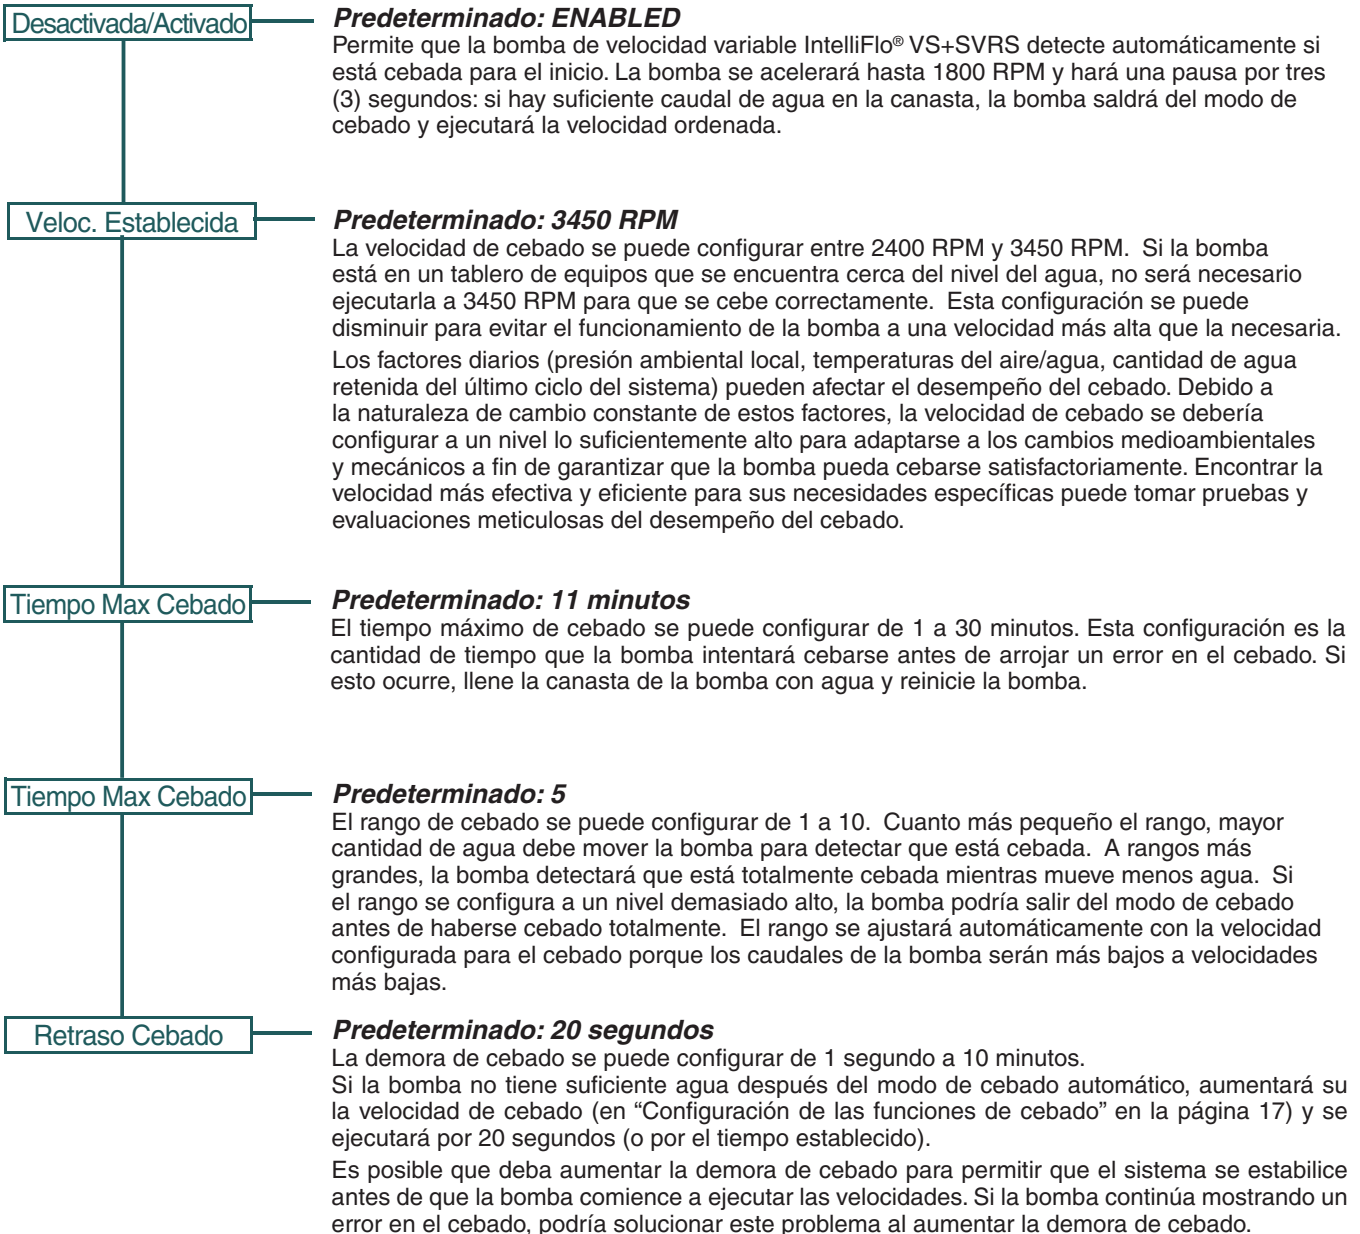 Desactivada/Activado
Predeterminado: ENABLED
Permite que la bomba de velocidad variable IntelliFlo® VS+SVRS detecte automáticamente si
está cebada para el inicio. La bomba se acelerará hasta 1800 RPM y hará una pausa por tres
(3) segundos: si hay suficiente caudal de agua en la canasta, la bomba saldrá del modo de
cebado y ejecutará la velocidad ordenada.
Veloc. Establecida
Predeterminado: 3450 RPM
La velocidad de cebado se puede configurar entre 2400 RPM y 3450 RPM. Si la bomba
está en un tablero de equipos que se encuentra cerca del nivel del agua, no será necesario
ejecutarla a 3450 RPM para que se cebe correctamente. Esta configuración se puede
disminuir para evitar el funcionamiento de la bomba a una velocidad más alta que la necesaria.
Los factores diarios (presión ambiental local, temperaturas del aire/agua, cantidad de agua
retenida del último ciclo del sistema) pueden afectar el desempeño del cebado. Debido a
la naturaleza de cambio constante de estos factores, la velocidad de cebado se debería
configurar a un nivel lo suficientemente alto para adaptarse a los cambios medioambientales
y mecánicos a fin de garantizar que la bomba pueda cebarse satisfactoriamente. Encontrar la
velocidad más efectiva y eficiente para sus necesidades específicas puede tomar pruebas y
evaluaciones meticulosas del desempeño del cebado.
Tiempo Max Cebado
Predeterminado: 11 minutos
El tiempo máximo de cebado se puede configurar de 1 a 30 minutos. Esta configuración es la
cantidad de tiempo que la bomba intentará cebarse antes de arrojar un error en el cebado. Si
esto ocurre, llene la canasta de la bomba con agua y reinicie la bomba.
Tiempo Max Cebado
Predeterminado: 5
El rango de cebado se puede configurar de 1 a 10. Cuanto más pequeño el rango, mayor
cantidad de agua debe mover la bomba para detectar que está cebada. A rangos más
grandes, la bomba detectará que está totalmente cebada mientras mueve menos agua. Si
el rango se configura a un nivel demasiado alto, la bomba podría salir del modo de cebado
antes de haberse cebado totalmente. El rango se ajustará automáticamente con la velocidad
configurada para el cebado porque los caudales de la bomba serán más bajos a velocidades
más bajas.
Retraso Cebado
Predeterminado: 20 segundos
La demora de cebado se puede configurar de 1 segundo a 10 minutos.
Si la bomba no tiene suficiente agua después del modo de cebado automático, aumentará su
la velocidad de cebado (en “Configuración de las funciones de cebado” en la página 17) y se
ejecutará por 20 segundos (o por el tiempo establecido).
Es posible que deba aumentar la demora de cebado para permitir que el sistema se estabilice
antes de que la bomba comience a ejecutar las velocidades. Si la bomba continúa mostrando un
error en el cebado, podría solucionar este problema al aumentar la demora de cebado.